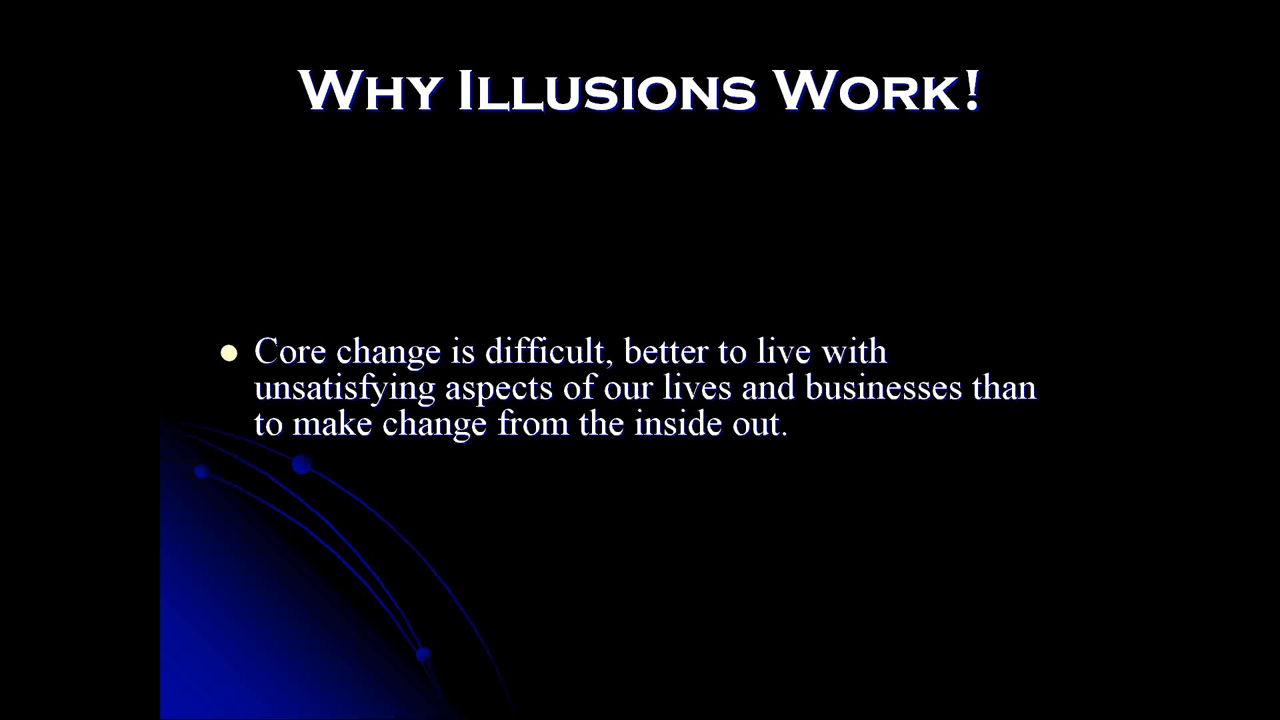 Why Illusions Work!
Core change is difficult, better to live with
unsatisfying aspects of our lives and businesses than
to make change from the inside out.